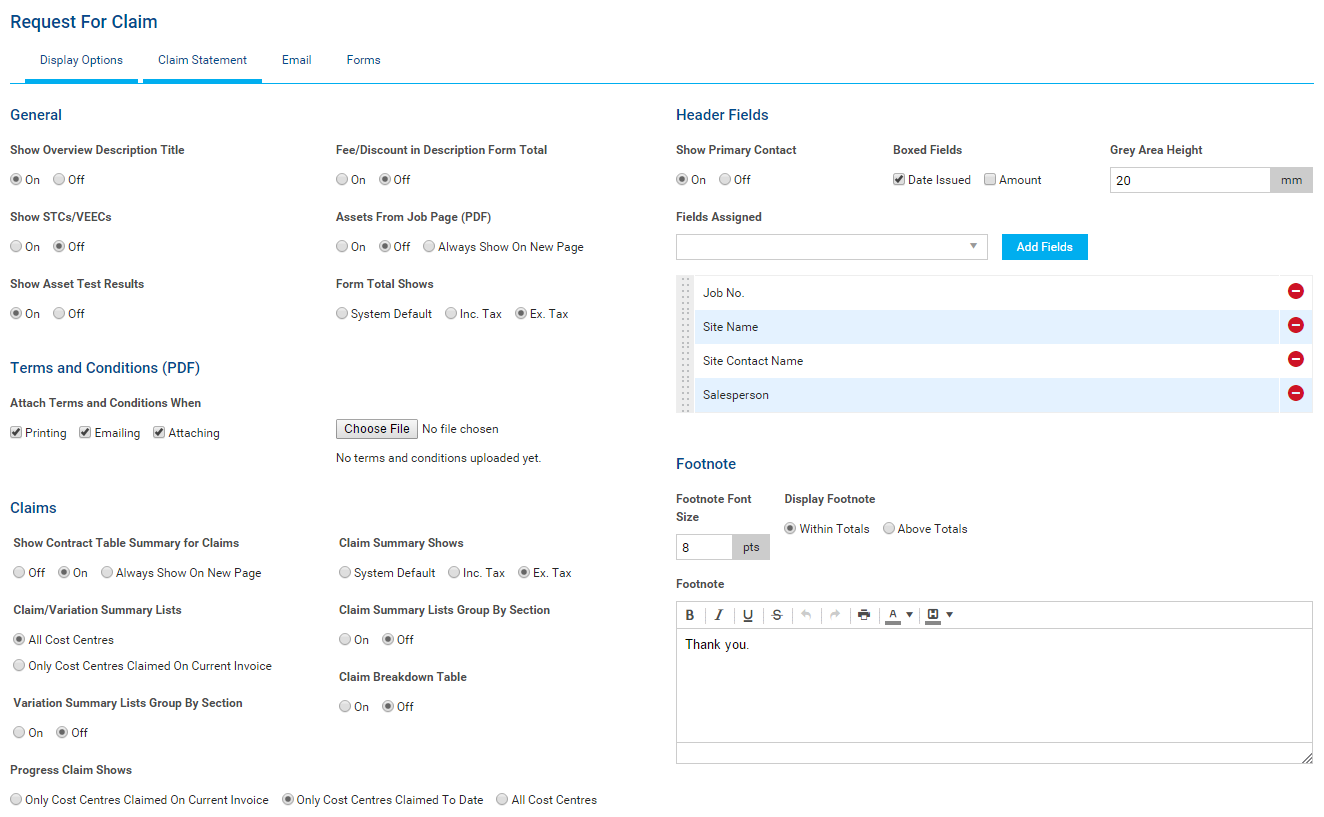 Request For Claim
Display Options Claim Statement Email Forms
General
Show Overview Description Title Fee/Discount in Description Form Total
On Off On Off
Show STCs/VEECs Assets From Job Page (PDF)
On Off On Off Always Show On New Page
Show Asset Test Results Form Total Shows
On Off System Default Inc. Tax Ex. Tax
Terms and Conditions (PDF)
Attach Terms and Conditions When
Printing Emailing Attaching Choose File No file chosen
No terms and conditions uploaded yet.
Claims
Show Contract Table Summary for Claims Claim Summary Shows
Off On Always Show On New Page System Default Inc. Tax Ex. Tax
Claim/Variation Summary Lists Claim Summary Lists Group By Section
All Cost Centres On Off
Only Cost Centres Claimed On Current Invoice
Claim Breakdown Table
Variation Summary Lists Group By Section On Off
On Off
Progress Claim Shows
Only Cost Centres Claimed On Current Invoice Only Cost Centres Claimed To Date All Cost Centres
Header Fields
Show Primary Contact Boxed Fields Grey Area Height
On Off Date Issued Amount 20 mm
Fields Assigned
Add Fields
Job No.
Site Name
Site Contact Name
Salesperson
Footnote
Footnote Font Display Footnote
Size
Within Totals Above Totals
8 pts
Footnote
B I U S A H
Thank you.